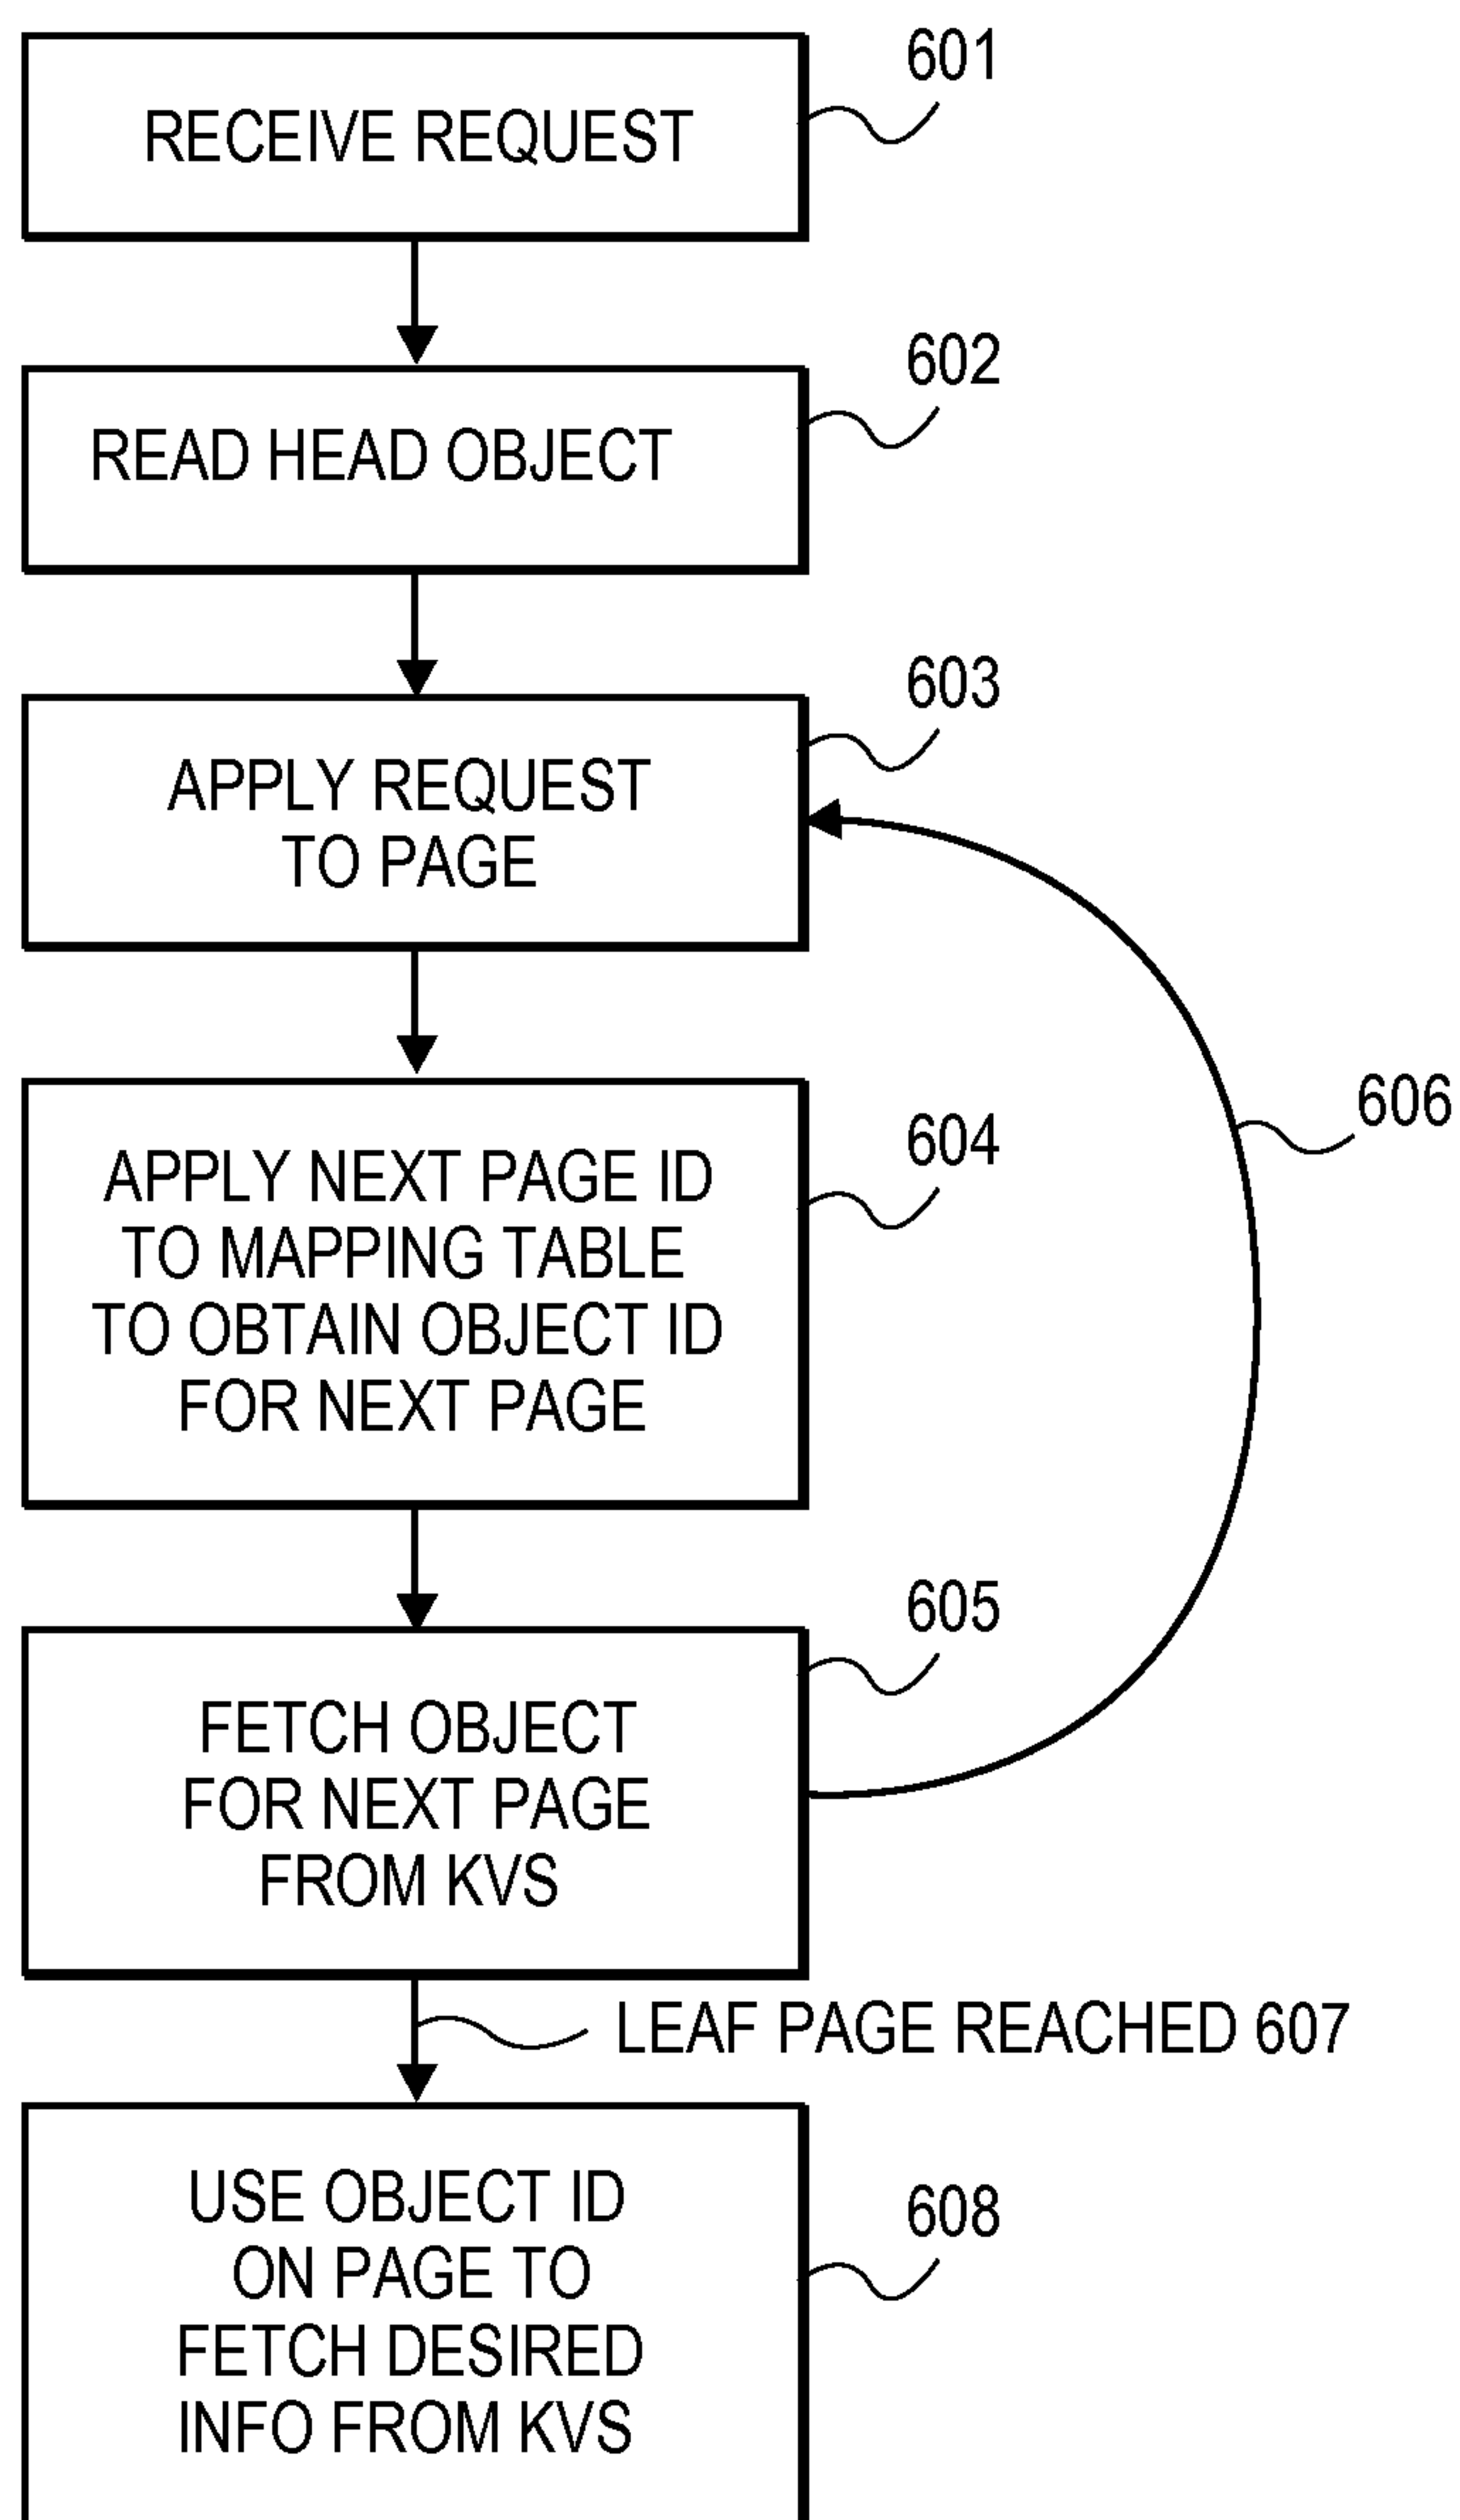 601
RECEIVE REQUEST
602
READ HEAD OBJECT
603
APPLY REQUEST
TO PAGE
606
604
APPLY NEXT PAGE ID
TO MAPPING TABLE
TO OBTAIN OBJECT ID
FOR NEXT PAGE
605
FETCH OBJECT
FOR NEXT PAGE
FROM KVS
LEAF PAGE REACHED 607
USE OBJECT ID
608
ON PAGE TO
FETCH DESIRED
INFO FROM KVS